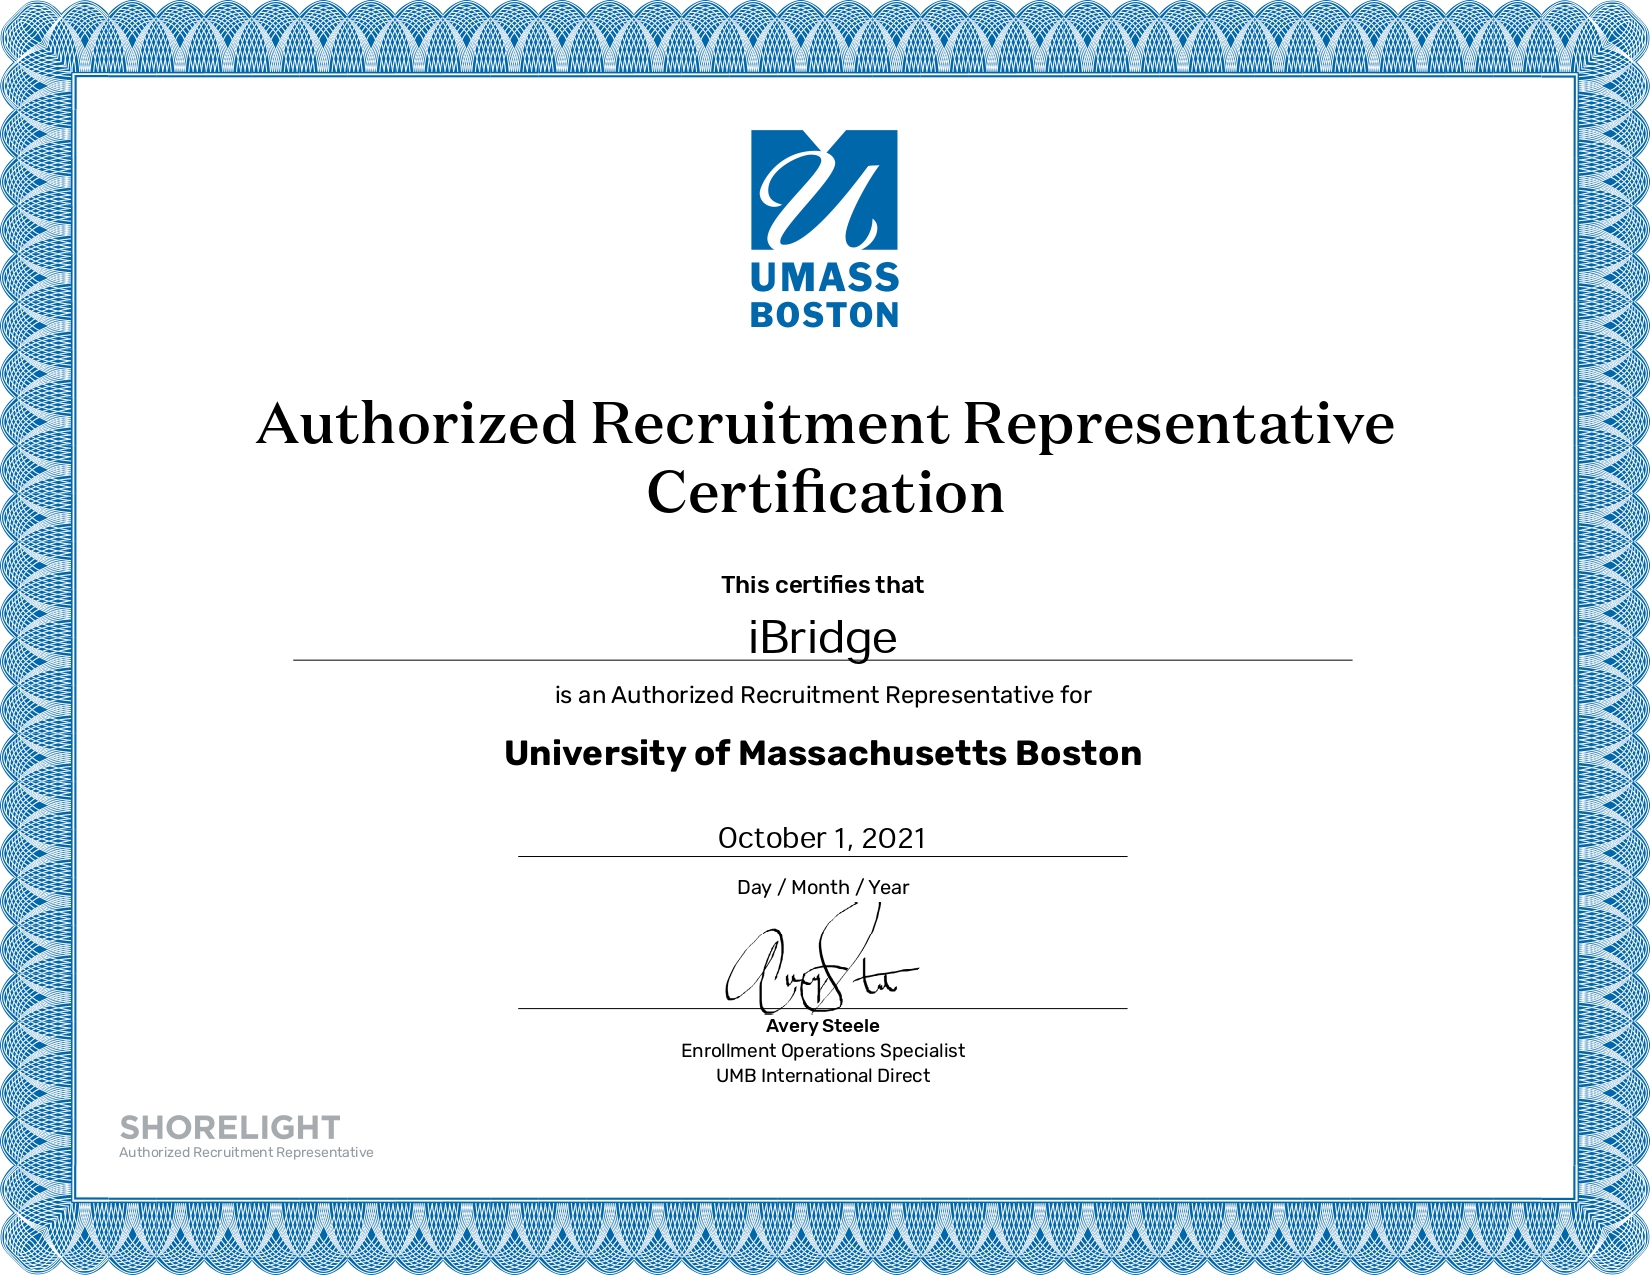 UMASS
BOSTON
Authorized Recruitment Representative
Certification
This certifies that
iBridge
is an Authorized Recruitment Representative for
University of Massachusetts Boston
October 1, 2021
Day / Month / Year
Avery Steele
Avery Steele
Enrollment Operations Specialist
UMB International Direct
SHORELIGHT
Authorized Recruitment Representative